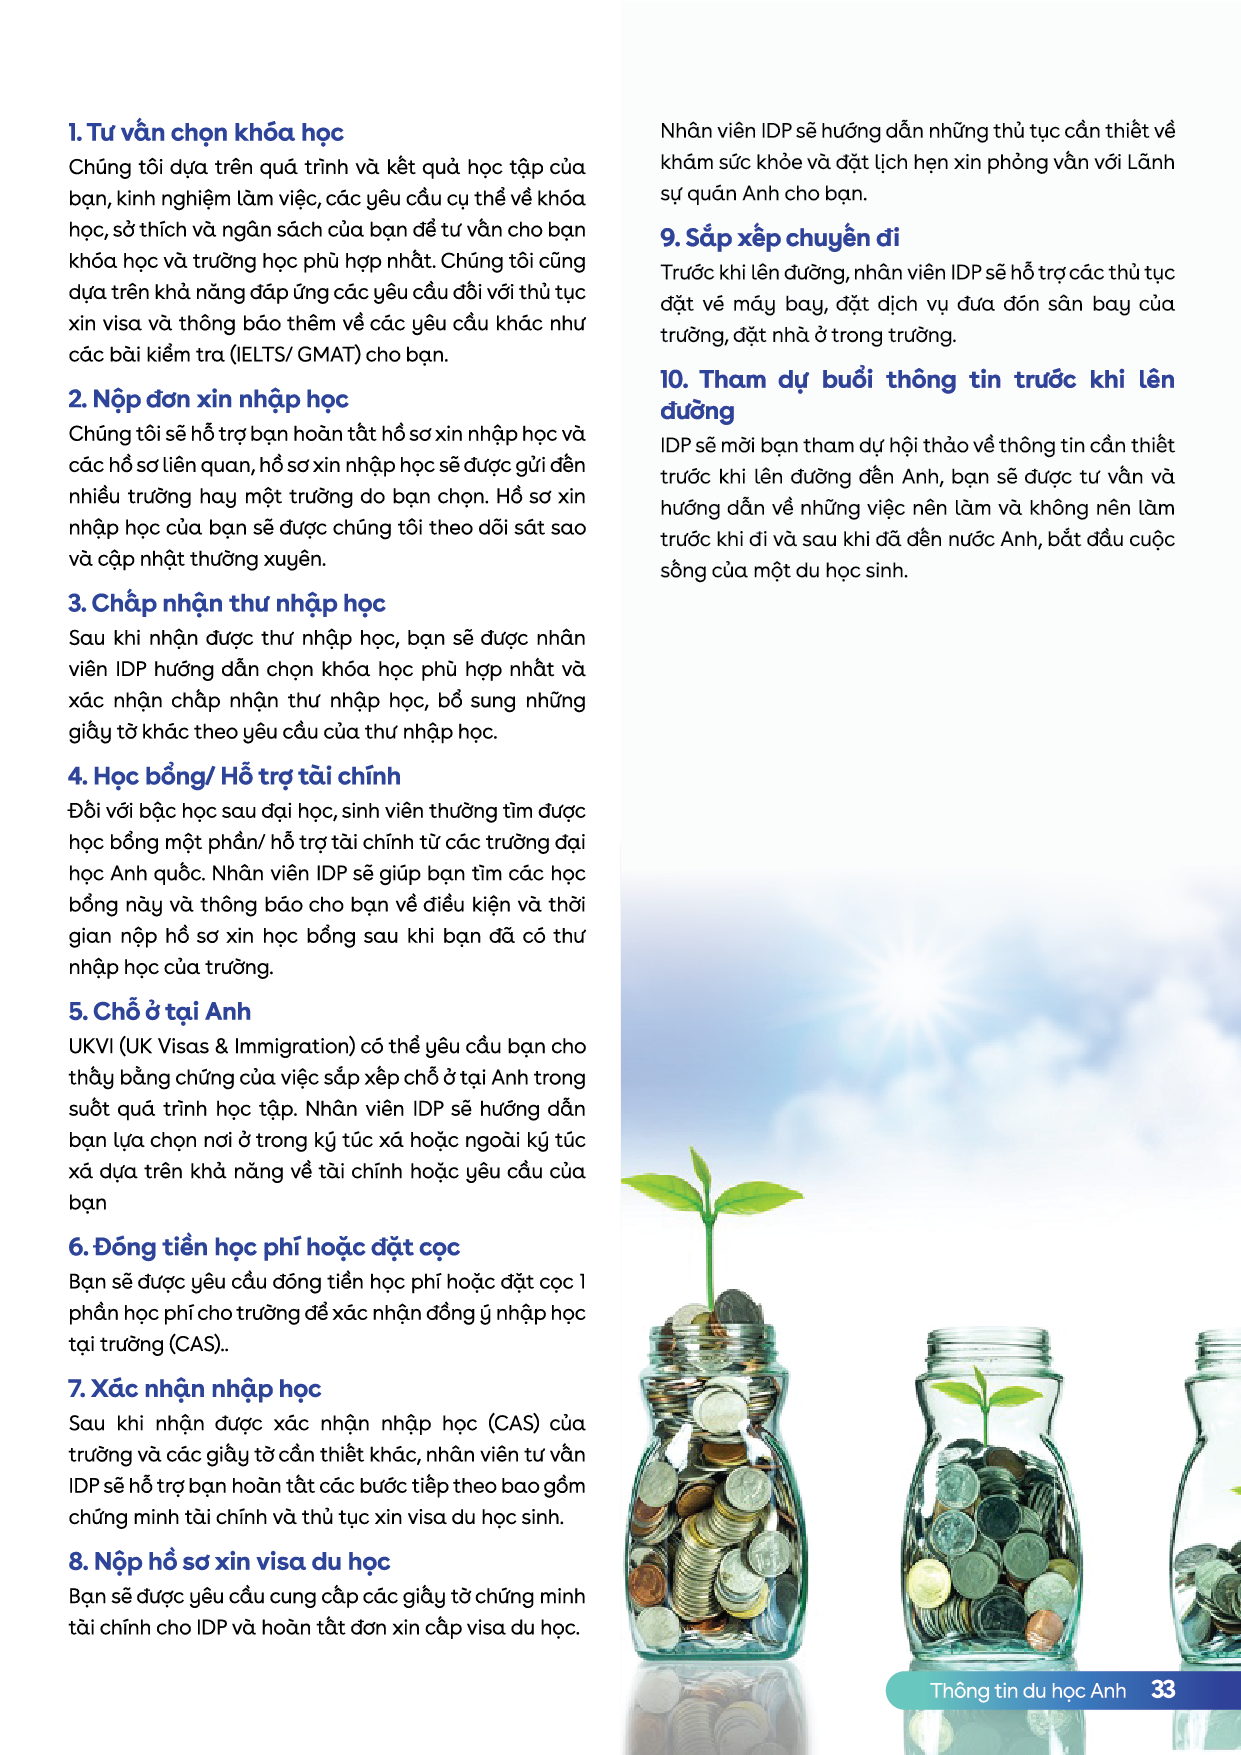 1. Tư vấn chọn khóa học
Chúng tôi dựa trên quá trình và kết quả học tập của
bạn, kinh nghiệm làm việc, các yêu cầu cụ thể về khóa
học, sở thích và ngân sách của bạn để tư vấn cho bạn
khóa học và trường học phù hợp nhất. Chúng tôi cũng
dựa trên khả năng đáp ứng các yêu cầu đối với thủ tục
xin visa và thông báo thêm về các yêu cầu khác như
các bài kiểm tra (IELTS/ GMAT) cho bạn.
2. Nộp đơn xin nhập học
Chúng tôi sẽ hỗ trợ bạn hoàn tất hồ sơ xin nhập học và
các hồ sơ liên quan, hồ sơ xin nhập học sẽ được gửi đến
nhiều trường hay một trường do bạn chọn. Hồ sơ xin
nhập học của bạn sẽ được chúng tôi theo dõi sát sao
và cập nhật thường xuyên.
3. Chấp nhận thư nhập học
Sau khi nhận được thư nhập học, bạn sẽ được nhân
viên IDP hướng dẫn chọn khóa học phù hợp nhất và
xác nhận chấp nhận thư nhập học, bổ sung những
giấy tờ khác theo yêu cầu của thư nhập học.
4. Học bổng/ Hỗ trợ tài chính
Đối với bậc học sau đại học, sinh viên thường tìm được
học bổng một phần/ hỗ trợ tài chính từ các trường đại
học Anh quốc. Nhân viên IDP sẽ giúp bạn tìm các học
bổng này và thông báo cho bạn về điều kiện và thời
gian nộp hồ sơ xin học bổng sau khi bạn đã có thư
nhập học của trường.
5. Chỗ ở tại Anh
UKVI (UK Visas & Immigration) có thể yêu cầu bạn cho
thấy bằng chứng của việc sắp xếp chỗ ở tại Anh trong
suốt quá trình học tập. Nhân viên IDP sẽ hướng dẫn
bạn lựa chọn nơi ở trong ký túc xá hoặc ngoài ký túc
xá dựa trên khả năng về tài chính hoặc yêu cầu của
bạn
6. Đóng tiền học phí hoặc đặt cọc
Bạn sẽ được yêu cầu đóng tiền học phí hoặc đặt cọc 1
phần học phí cho trường để xác nhận đồng ý nhập học
tại trường (CAS)..
7. Xác nhận nhập học
Sau khi nhận được xác nhận nhập học (CAS) của
trường và các giấy tờ cần thiết khác, nhân viên tư vấn
IDP sẽ hỗ trợ bạn hoàn tất các bước tiếp theo bao gồm
chứng minh tài chính và thủ tục xin visa du học sinh.
8. Nộp hồ sơ xin visa du học
Bạn sẽ được yêu cầu cung cấp các giấy tờ chứng minh
tài chính cho IDP và hoàn tất đơn xin cấp visa du học.
Nhân viên IDP sẽ hướng dẫn những thủ tục cần thiết về
khám sức khỏe và đặt lịch hẹn xin phỏng vấn với Lãnh
sự quán Anh cho bạn.
9. Sắp xếp chuyến đi
Trước khi lên đường, nhân viên IDP sẽ hỗ trợ các thủ tục
đặt vé máy bay, đặt dịch vụ đưa đón sân bay của
trường, đặt nhà ở trong trường.
10. Tham dự buổi thông tin trước khi lên
đường
IDP sẽ mời bạn tham dự hội thảo về thông tin cần thiết
trước khi lên đường đến Anh, bạn sẽ được tư vấn và
hướng dẫn về những việc nên làm và không nên làm
trước khi đi và sau khi đã đến nước Anh, bắt đầu cuộc
sống của một du học sinh.
Thông tin du học Anh 33